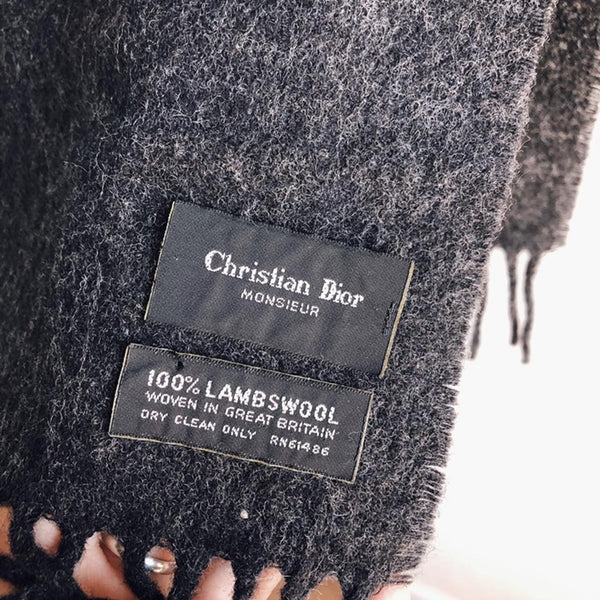 Christian Dior
MONSIEUR
100% LAMBSWOOL
WOVEN IN GREAT BRITAIN
DRY CLEAN ONLY RN61486